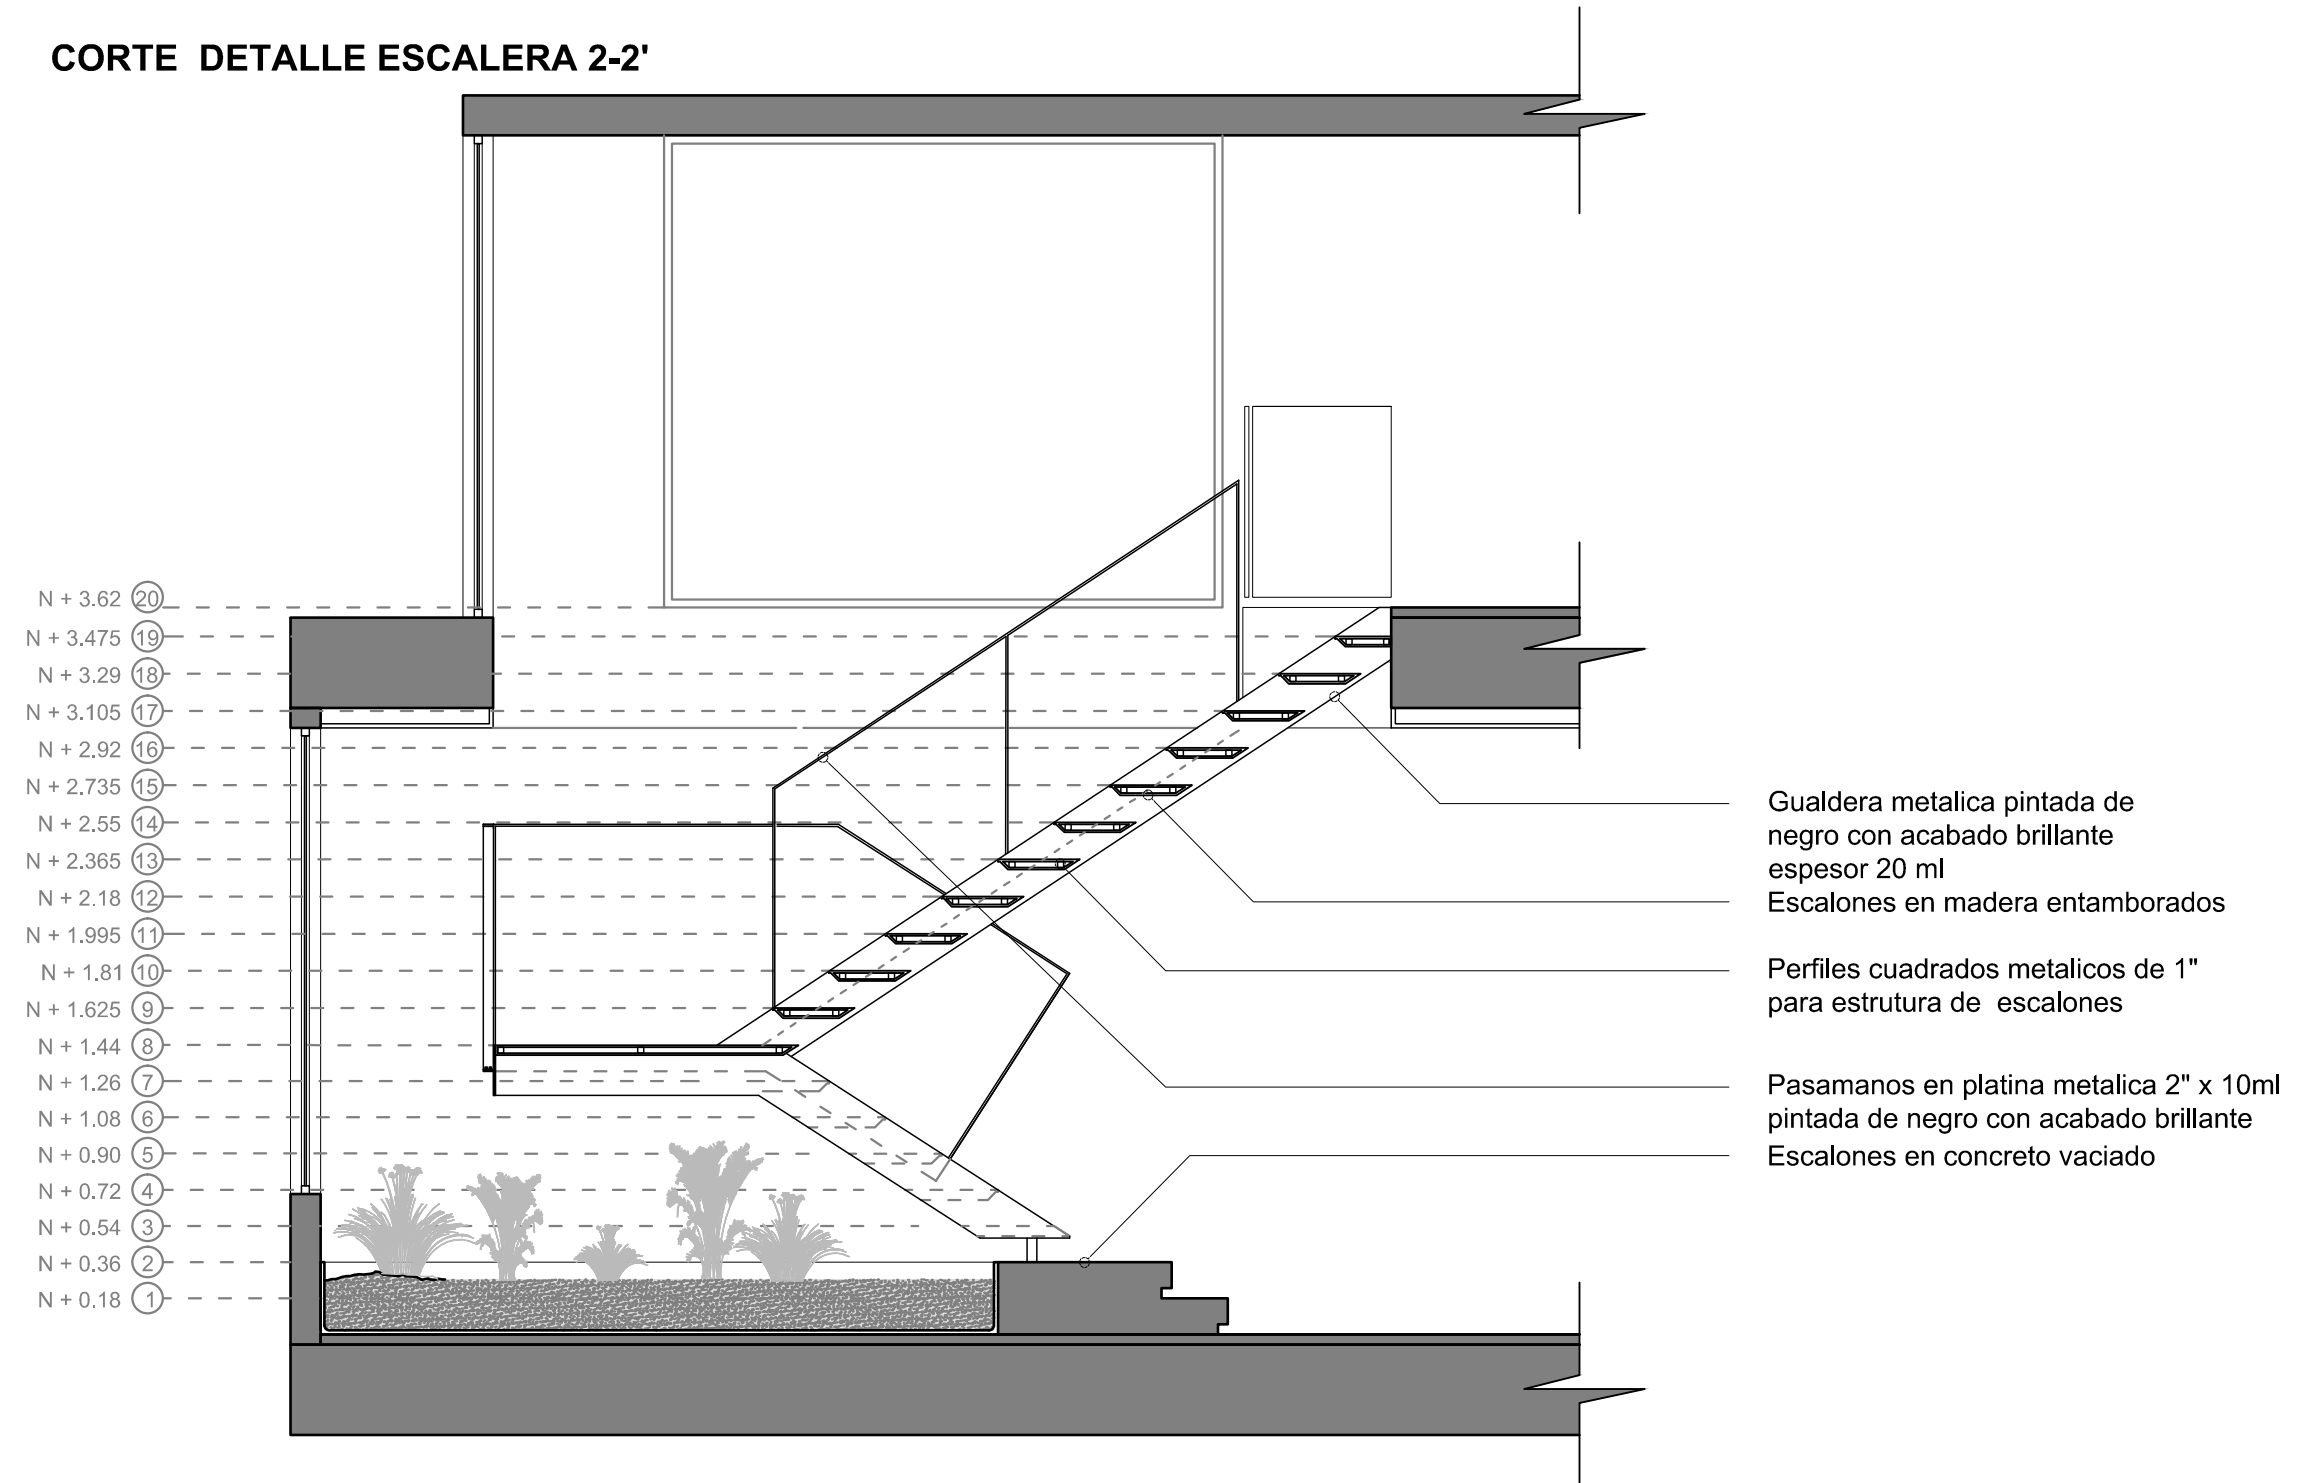 CORTE  DETALLE ESCALERA 2-2'
N + 3.62 20
N + 3.475 19
N + 3.29 18
N + 3.105 17
N + 2.92 16
N + 2.735 15
N + 2.55 14
N + 2.365 13
N + 2.18 12
N + 1.995 11
N + 1.81 10
N + 1.625 9
N + 1.44 8
N + 1.26 7
N + 1.08 6
N + 0.90 5
N + 0.72 4
N + 0.54 3
N + 0.36 2
N + 0.18 1
Gualdera metalica pintada de
negro con acabado brillante
espesor 20 ml
Escalones en madera entamborados
Perfiles cuadrados metalicos de 1"
para estrutura de  escalones
Pasamanos en platina metalica 2" x 10ml
pintada de negro con acabado brillante
Escalones en concreto vaciado